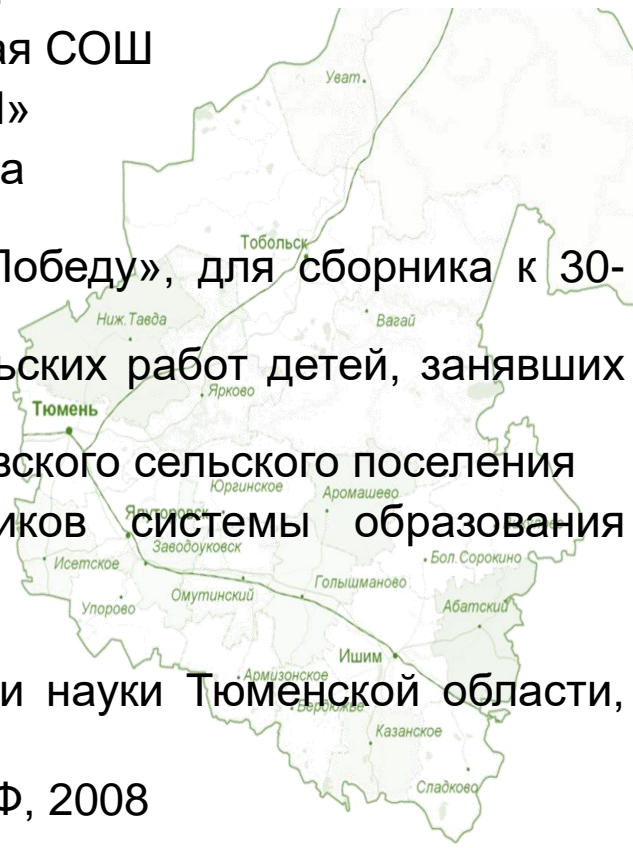 ая СОШ
Уват
»
а
Тобольск
Победу», для сборника к 30-
Ниж.Тавда
Вагай
ьских работ детей, занявших
Ярково
Тюмень
вского сельского поселения
Юргинское
Аромашево
иков системы образования
Ялуторовск
Заводоуковск
Исетское
Бол.Сорокино
Омутинский
Голышманово
Упорово
Абатский
Ишим
Армизонское
и науки Тюменской области,
Бердюжье
Казанское
Сладково
Ф, 2008